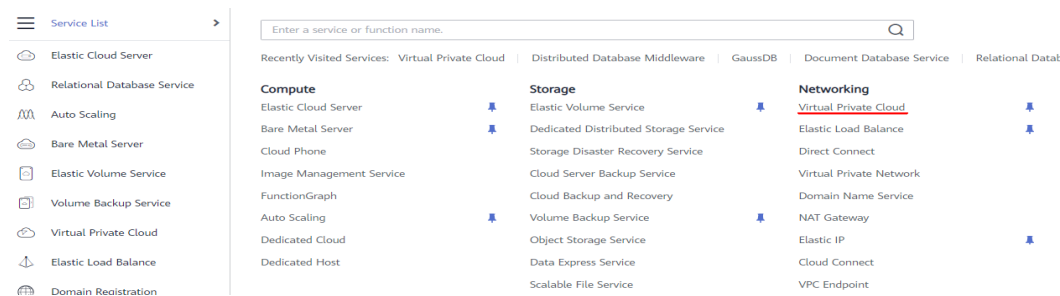 Service List >
Elastic Cloud Server
Relational Database Service
Auto Scaling
Bare Metal Server
Elastic Volume Service
Volume Backup Service
Virtual Private Cloud
Elastic Load Balance
Domain Registration
Enter a service or function name.
Recently Visited Services: Virtual Private Cloud | Distributed Database Middleware | GaussDB | Document Database Service | Relational Datab
Compute
Elastic Cloud Server
Bare Metal Server
Cloud Phone
Image Management Service
FunctionGraph
Auto Scaling
Dedicated Cloud
Dedicated Host
Storage
Elastic Volume Service
Dedicated Distributed Storage Service
Storage Disaster Recovery Service
Cloud Server Backup Service
Cloud Backup and Recovery
Volume Backup Service
Object Storage Service
Data Express Service
Scalable File Service
Networking
Virtual Private Cloud
Elastic Load Balance
Direct Connect
Virtual Private Network
Domain Name Service
NAT Gateway
Elastic IP
Cloud Connect
VPC Endpoint